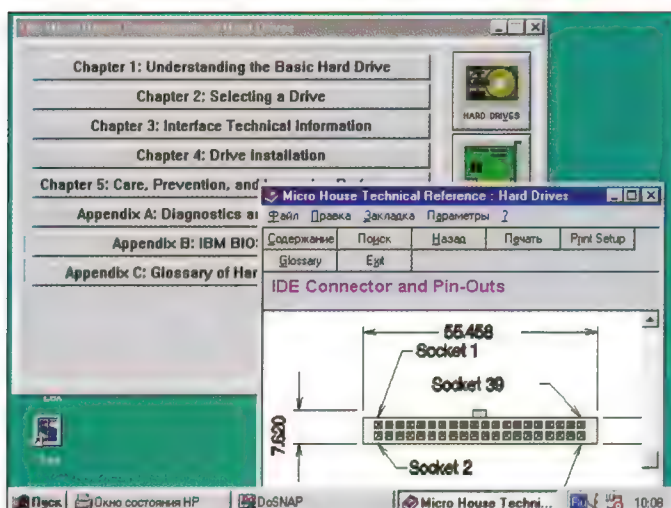 Chapter 1: Understanding the Basic Hard Drive
Chapter 2: Selecting a Drive
Chapter 3: Interface Technical Information
Chapter 4: Drive Installation
Chapter 5: Care, Prevention, and
Appendix A: Diagnostics a
Appendix B: IBM BIO
Appendix C: Glossary of Har
HARD DRIVES
Micro House Technical Reference : Hard Drives
Файл Правка Закладка Параметры ?
Содержание Поиск Назад Печать Print Setup
Glossary Exit
IDE Connector and Pin-Outs
55.458
Socket 1
Socket 39
7.620
Socket 2
Пуск Окно состояния HP DoSNAP Micro House Techni... 10:08